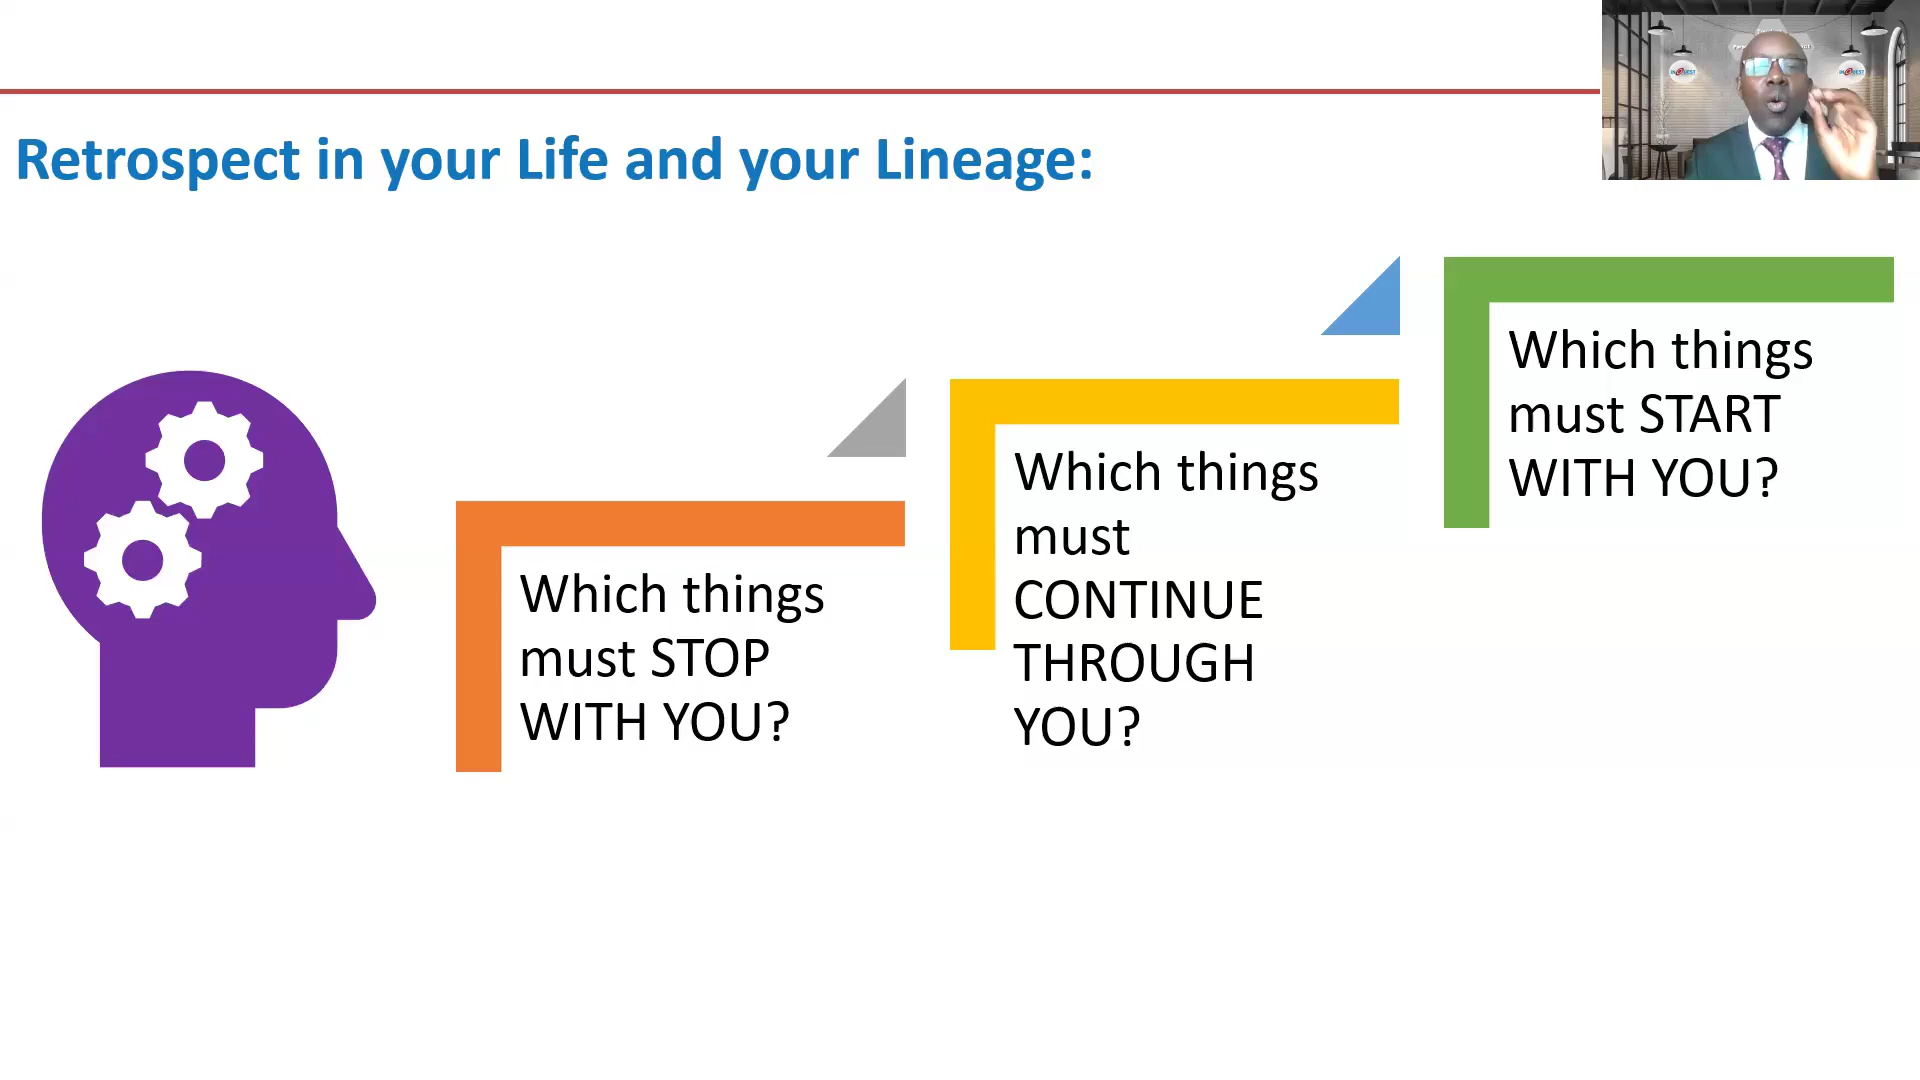 Retrospect in your Life and your Lineage:
Which things
must STOP
WITH YOU?
Which things
must
CONTINUE
THROUGH
YOU?
Which things
must START
WITH YOU?